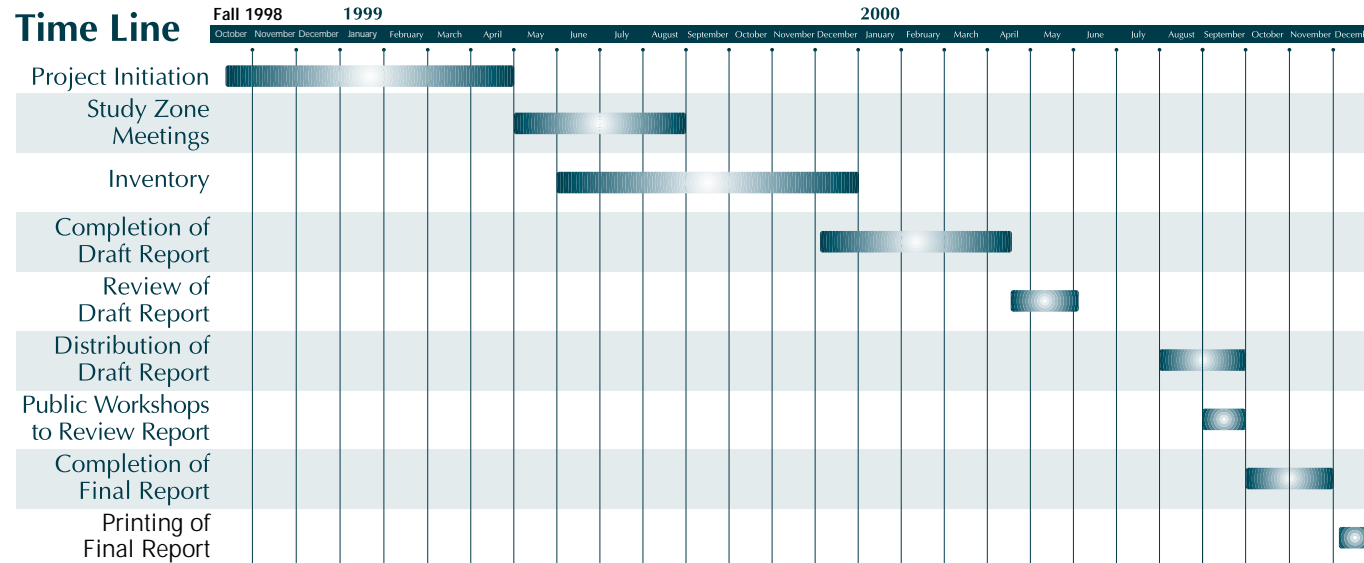 Time Line
Fall 1998 1999 2000
October November December January February March April May June July August September October November December January February March April May June July August September October November Decem
Project Initiation
Study Zone
Meetings
Inventory
Completion of
Draft Report
Review of
Draft Report
Distribution of
Draft Report
Public Workshops
to Review Report
Completion of
Final Report
Printing of
Final Report